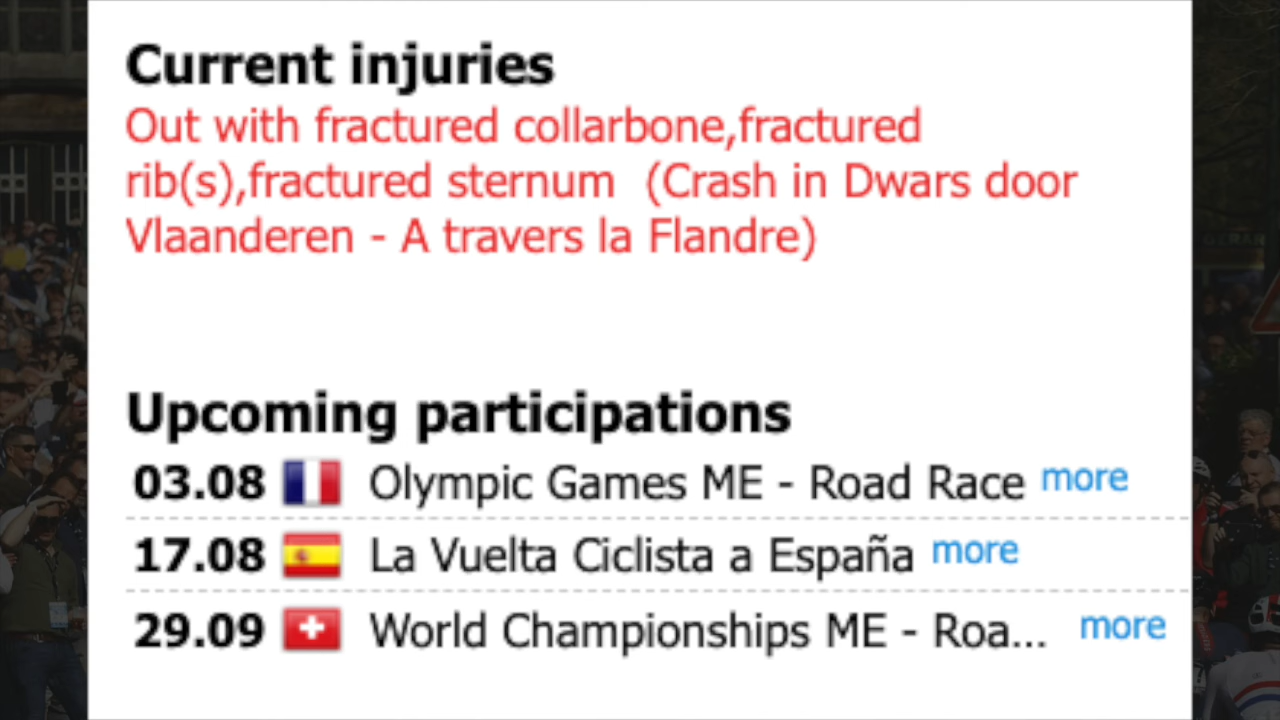 Current injuries
Out with fractured collarbone,fractured
rib(s),fractured sternum (Crash in Dwars door
Vlaanderen - A travers la Flandre)
Upcoming participations
03.08 Olympic Games ME - Road Race more
17.08 La Vuelta Ciclista a España more
29.09 World Championships ME - Roa... more